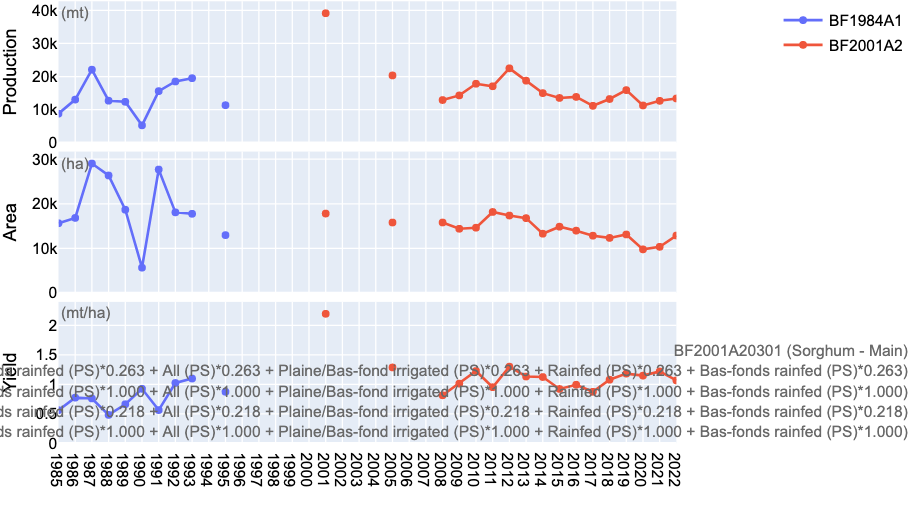 BF1984A1
BF2001A2
Production
(mt)
40k
30k
20k
10k
0
Area
(ha)
30k
20k
10k
0
Yield
(mt/ha)
2
1.5
1
0.5
0
BF2001A20301 (Sorghum - Main)
rainfed (PS)*0.263 + All (PS)*0.263 + Plaine/Bas-fond irrigated (PS)*0.263 + Rainfed (PS)*0.263 + Bas-fonds rainfed (PS)*0.263)
rainfed (PS)*1.000 + All (PS)*1.000 + Plaine/Bas-fond irrigated (PS)*1.000 + Rainfed (PS)*1.000 + Bas-fonds rainfed (PS)*1.000)
rainfed (PS)*0.218 + All (PS)*0.218 + Plaine/Bas-fond irrigated (PS)*0.218 + Rainfed (PS)*0.218 + Bas-fonds rainfed (PS)*0.218)
ds rainfed (PS)*1.000 + All (PS)*1.000 + Plaine/Bas-fond irrigated (PS)*1.000 + Rainfed (PS)*1.000 + Bas-fonds rainfed (PS)*1.000)
1985 1986 1987 1988 1989 1990 1991 1992 1993 1994 1995 1996 1997 1998 1999 2000 2001 2002 2003 2004 2005 2006 2007 2008 2009 2010 2011 2012 2013 2014 2015 2016 2017 2018 2019 2020 2021 2022